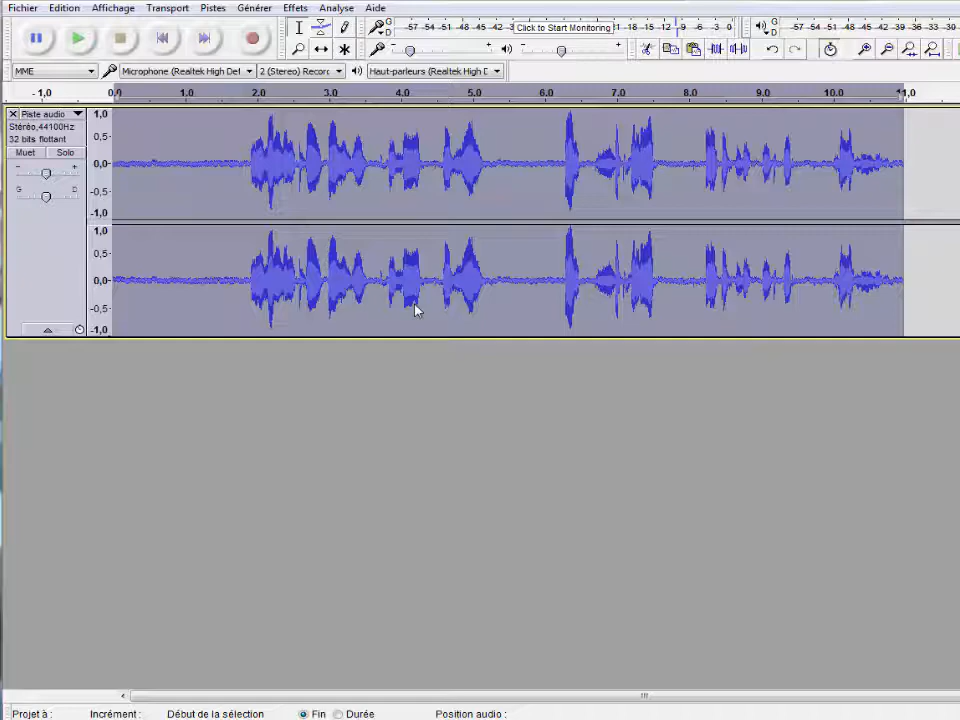 Fichier Edition Affichage Transport Pistes Générer Effets Analyse Aide
G -57 -54 -51 -48 -45 -42 Click to Start Monitoring -18 -15 -12 -9 -6 -3 0 G -57 -54 -51 -48 -45 -42 -39 -36 -33 -30
D D
- + - +
MME Microphone (Realtek High Def 2 (Stereo) Recorc Haut-parleurs (Realtek High D
- 1,0 0,0 1.0 2.0 3.0 4.0 5.0 6.0 7.0 8.0 9.0 10.0 11,0
Piste audio 1,0
Stéréo,44100Hz
32 bits flottant 0,5-
Muet Solo
- + 0,0-
G D -0,5-
-1,0
1,0
0,5-
0,0-
-0,5-
-1,0
Projet à : Incrément : Début de la sélection Fin Durée Position audio :